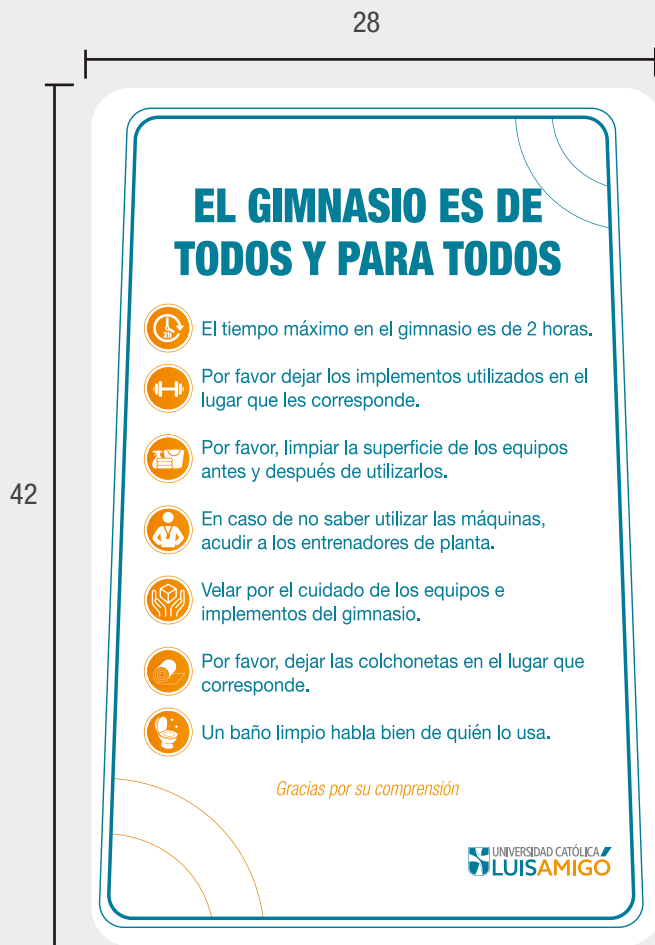 28
42
EL GIMNASIO ES DE
TODOS Y PARA TODOS
2h
El tiempo máximo en el gimnasio es de 2 horas.
Por favor dejar los implementos utilizados en el
lugar que les corresponde.
Por favor, limpiar la superficie de los equipos
antes y después de utilizarlos.
En caso de no saber utilizar las máquinas,
acudir a los entrenadores de planta.
Velar por el cuidado de los equipos e
implementos del gimnasio.
Por favor, dejar las colchonetas en el lugar que
corresponde.
Un baño limpio habla bien de quién lo usa.
Gracias por su comprensión
UNIVERSIDAD CATÓLICA
LUIS AMIGÓ